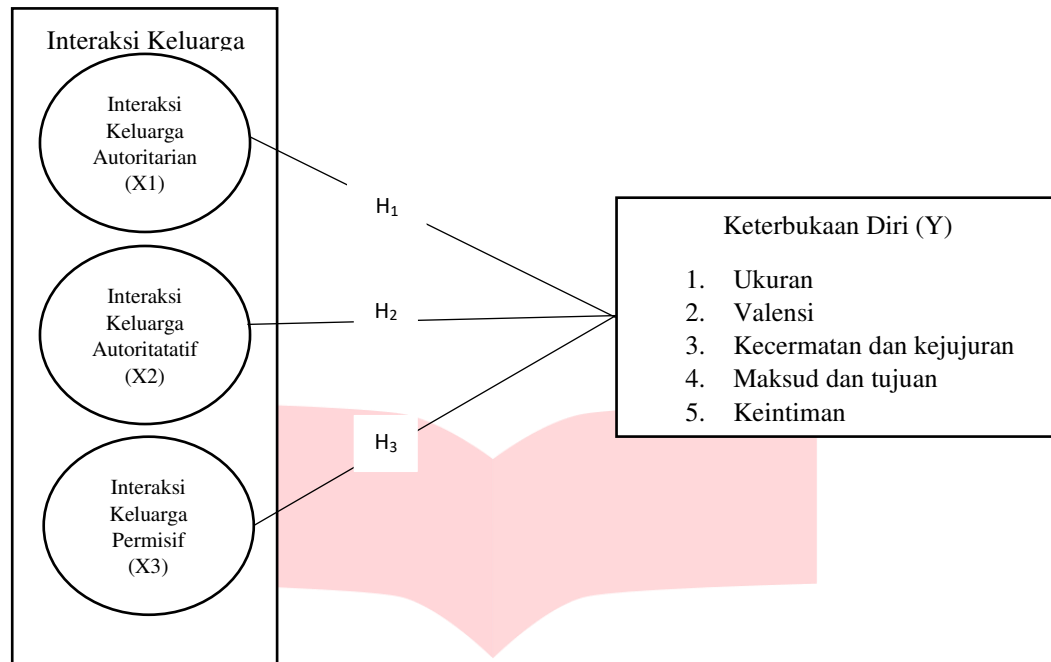 Interaksi Keluarga
Interaksi
Keluarga
Autoritarian
(X1)
Interaksi
Keluarga
Autoritatatif
(X2)
Interaksi
Keluarga
Permisif
(X3)
H₁
H₂
H₃
Keterbukaan Diri (Y)
1. Ukuran
2. Valensi
3. Kecermatan dan kejujuran
4. Maksud dan tujuan
5. Keintiman